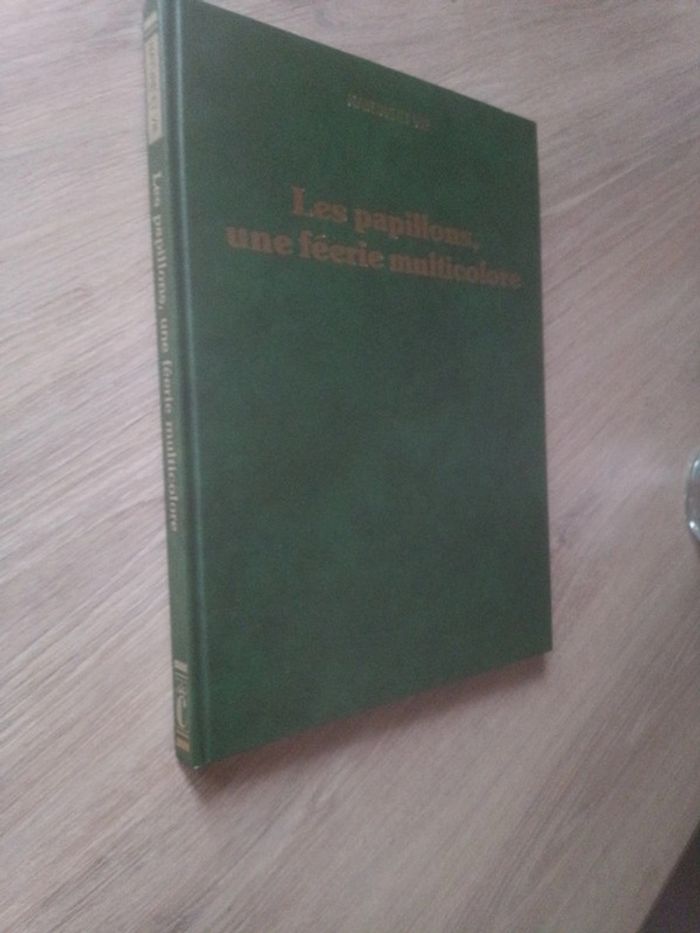 Les papillons,
une féerie multicolore
Les papillons, une féerie multicolore